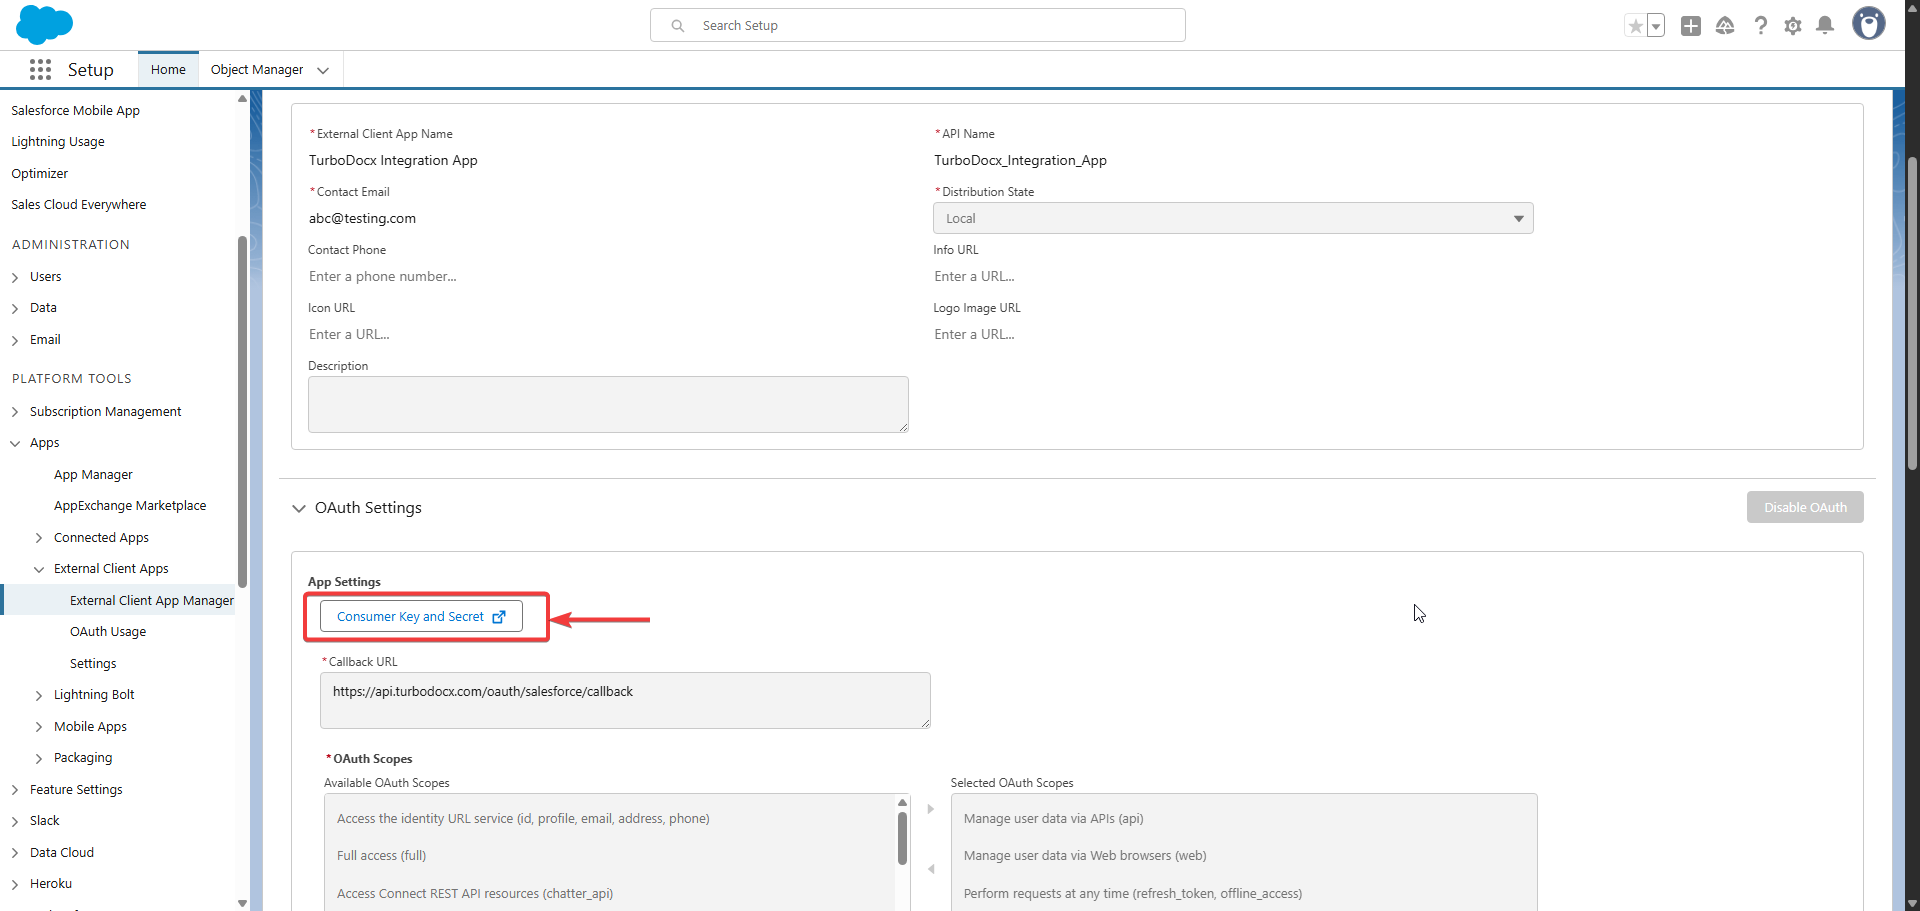 Search Setup
Setup
Home
Object Manager
Salesforce Mobile App
Lightning Usage
Optimizer
Sales Cloud Everywhere
ADMINISTRATION
Users
Data
Email
PLATFORM TOOLS
Subscription Management
Apps
App Manager
AppExchange Marketplace
Connected Apps
External Client Apps
External Client App Manager
OAuth Usage
Settings
Lightning Bolt
Mobile Apps
Packaging
Feature Settings
Slack
Data Cloud
Heroku
*External Client App Name
TurboDocx Integration App
*API Name
TurboDocx_Integration_App
*Contact Email
abc@testing.com
*Distribution State
Local
Contact Phone
Enter a phone number...
Info URL
Enter a URL...
Icon URL
Enter a URL...
Logo Image URL
Enter a URL...
Description
OAuth Settings
Disable OAuth
App Settings
Consumer Key and Secret
*Callback URL
https://api.turbodocx.com/oauth/salesforce/callback
*OAuth Scopes
Available OAuth Scopes
Access the identity URL service (id, profile, email, address, phone)
Full access (full)
Access Connect REST API resources (chatter_api)
Selected OAuth Scopes
Manage user data via APIs (api)
Manage user data via Web browsers (web)
Perform requests at any time (refresh_token, offline_access)